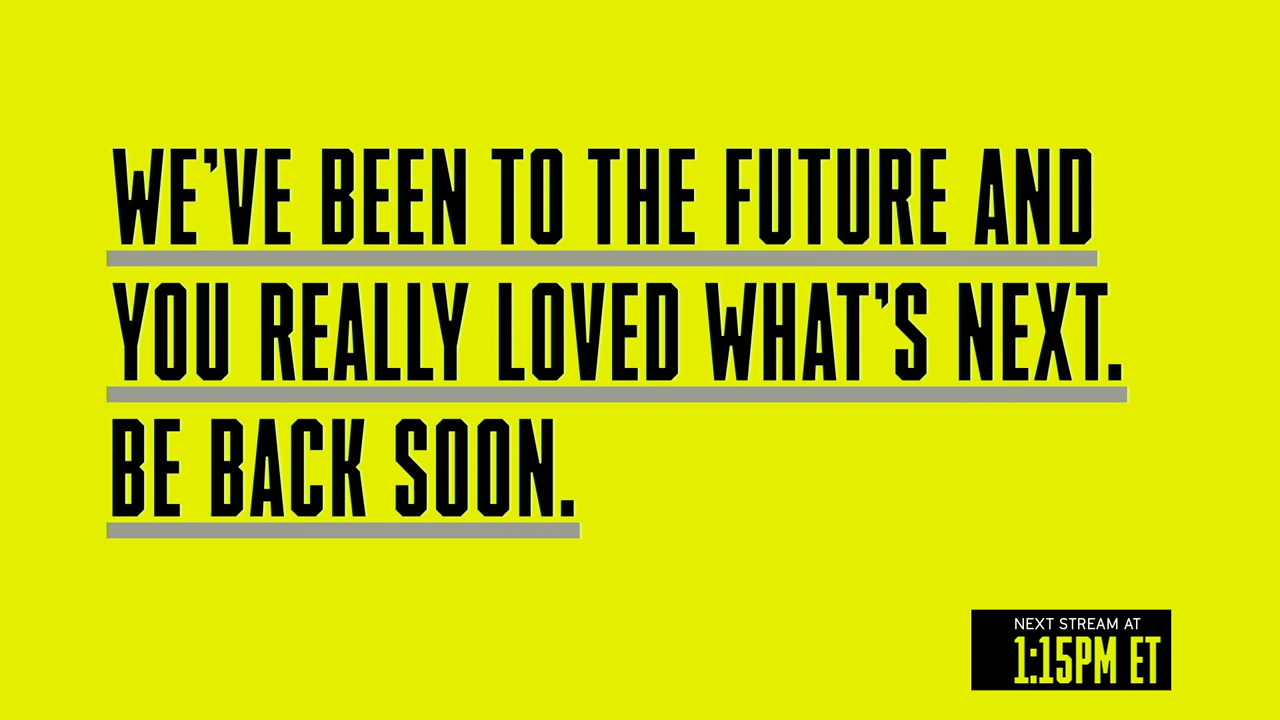 WE’VE BEEN TO THE FUTURE AND
YOU REALLY LOVED WHAT’S NEXT.
BE BACK SOON.
NEXT STREAM AT
1:15PM ET